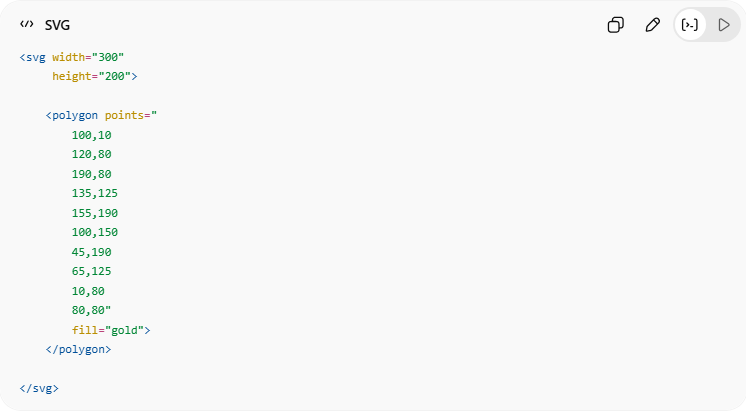 SVG
<svg width="300"
     height="200">

    <polygon points="
        100,10
        120,80
        190,80
        135,125
        155,190
        100,150
        45,190
        65,125
        10,80
        80,80"
        fill="gold">
    </polygon>

</svg>